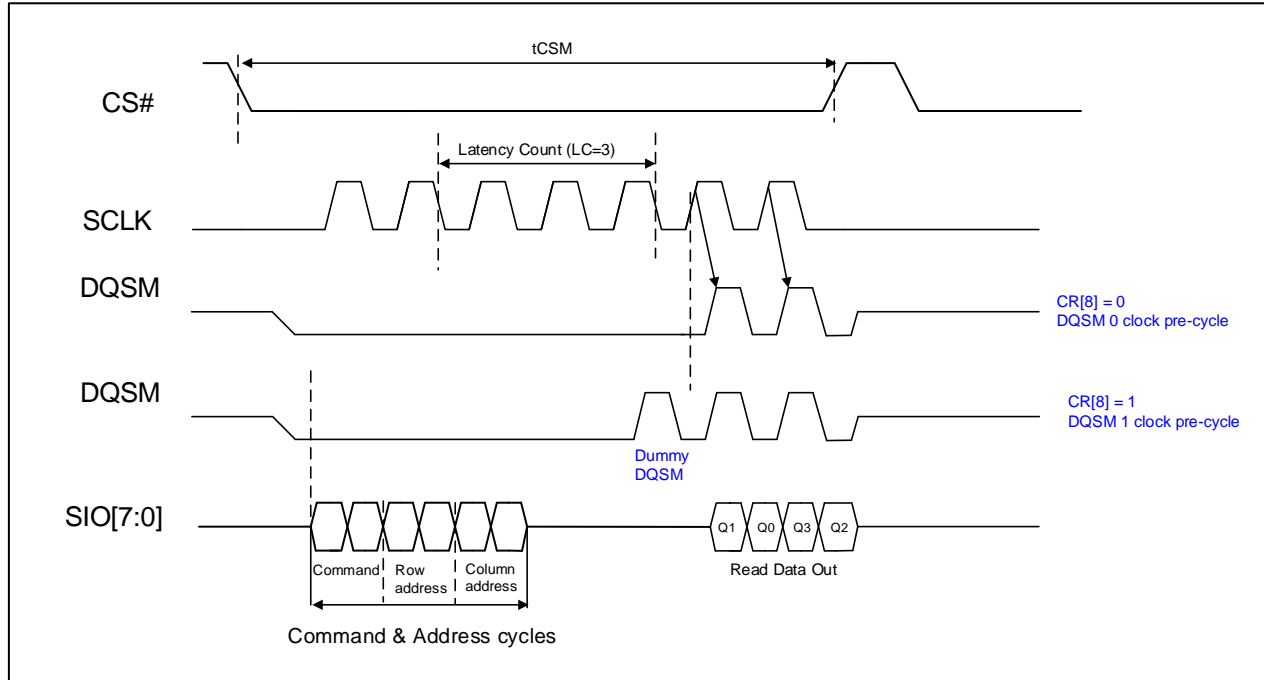 tCSM
CS#
Latency Count (LC=3)
SCLK
DQSM
CR[8] = 0
DQSM 0 clock pre-cycle
DQSM
CR[8] = 1
DQSM 1 clock pre-cycle
Dummy
DQSM
SIO[7:0]
Q1 Q0 Q3 Q2
Command Row Column Read Data Out
address address
Command & Address cycles